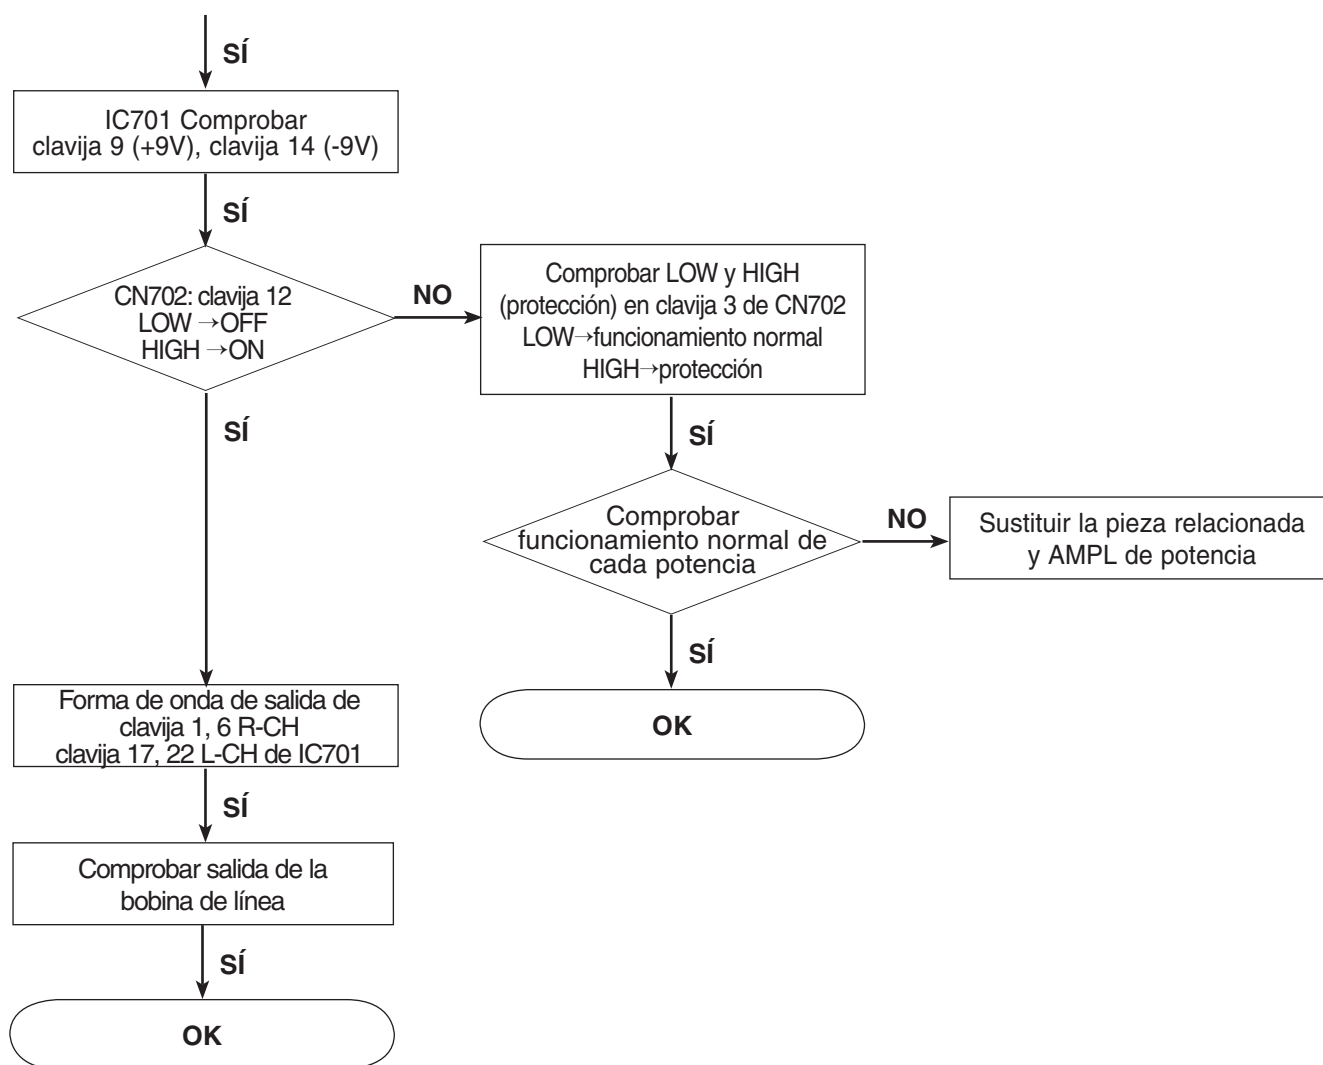 SÍ
IC701 Comprobar
clavija 9 (+9V), clavija 14 (-9V)
SÍ
CN702: clavija 12
LOW →OFF
HIGH →ON
NO
Comprobar LOW y HIGH
(protección) en clavija 3 de CN702
LOW→funcionamiento normal
HIGH→protección
SÍ
SÍ
Comprobar
funcionamiento normal de
cada potencia
NO
Sustituir la pieza relacionada
y AMPL de potencia
SÍ
OK
Forma de onda de salida de
clavija 1, 6 R-CH
clavija 17, 22 L-CH de IC701
SÍ
Comprobar salida de la
bobina de línea
SÍ
OK